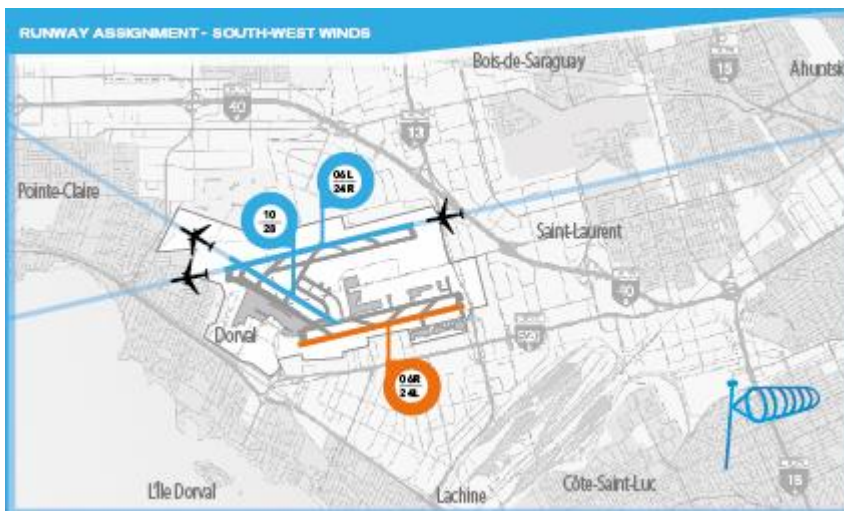 RUNWAY ASSIGNMENT - SOUTH-WEST WINDS
Bois-de-Saraguay
15
Ahuntsi
40
13
Pointe-Claire
06L
24R
10
28
Saint-Laurent
40
520
Dorval
06R
24L
L'Île Dorval
Lachine
Côte-Saint-Luc
15